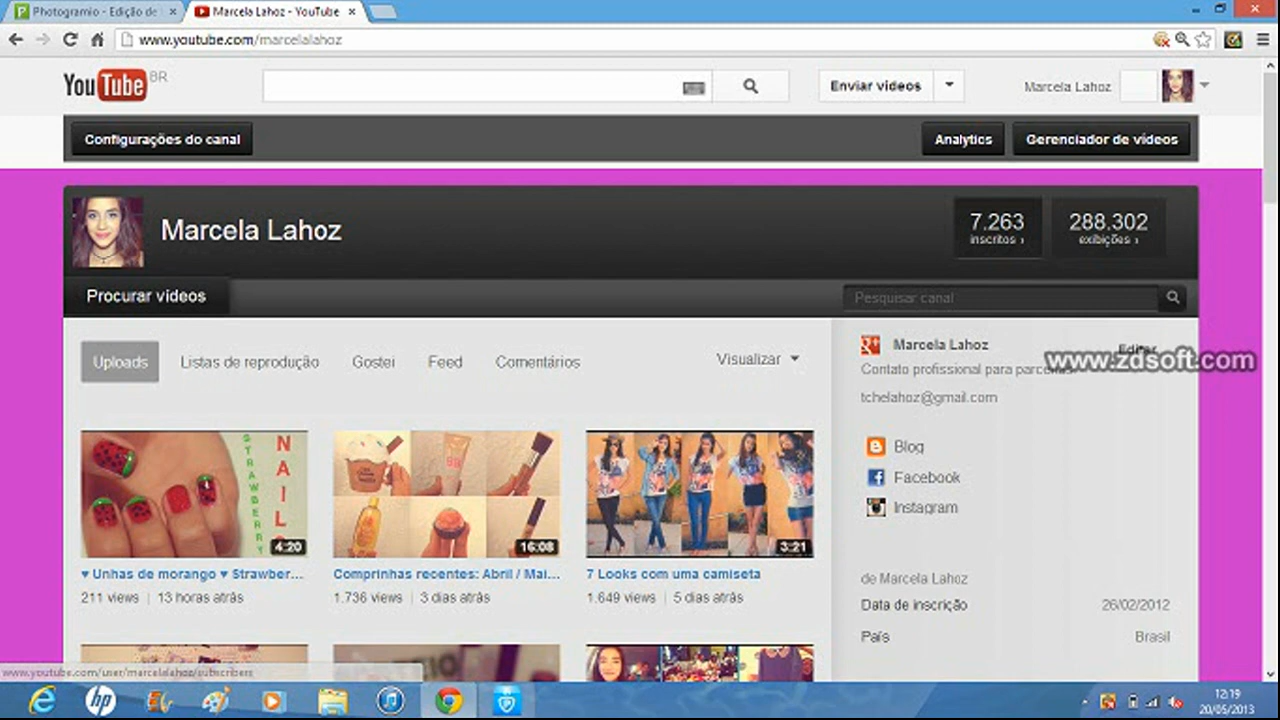 Photogramio - Edição de
Marcela Lahoz - YouTube
www.youtube.com/marcelalahoz
YouTube BR
Enviar vídeos
Marcela Lahoz
Configurações do canal
Analytics
Gerenciador de vídeos
Marcela Lahoz
7.263
inscritos ›
288.302
exibições ›
Procurar vídeos
Pesquisar canal
Uploads
Listas de reprodução
Gostei
Feed
Comentários
Visualizar
Marcela Lahoz
Editar
www.zdsoft.com
Contato profissional para parcerias:
tchelahoz@gmail.com
Blog
Facebook
Instagram
STRAWBERRY
NAIL
4:20
16:08
3:21
♥ Unhas de morango ♥ Strawber...
Comprinhas recentes: Abril / Mai...
7 Looks com uma camiseta
211 views | 13 horas atrás
1.736 views | 3 dias atrás
1.649 views | 5 dias atrás
de Marcela Lahoz
Data de inscrição
26/02/2012
País
Brasil
www.youtube.com/user/marcelalahoz/subscribers
12:19
20/05/2013